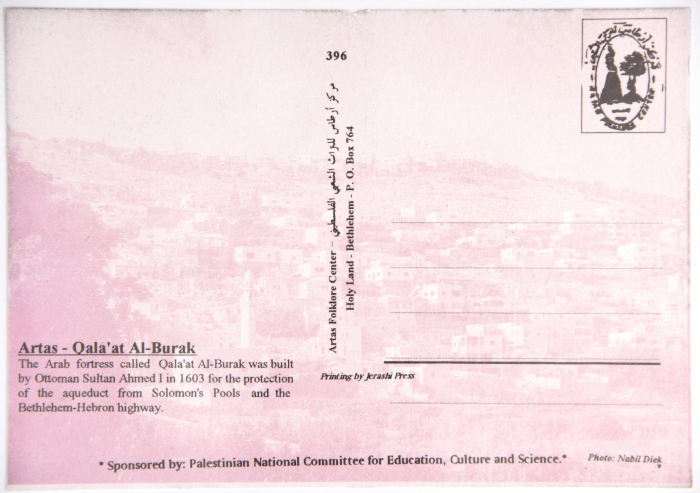 396
مركز أرطاس للتراث الشعبي الفلسطيني
Artas Folklore Center –
Holy Land - Bethlehem - P. O. Box 764
Artas - Qala'at Al-Burak
The Arab fortress called Qala'at Al-Burak was built
by Ottoman Sultan Ahmed I in 1603 for the protection
of the aqueduct from Solomon's Pools and the
Bethlehem-Hebron highway.
Printing by Jerashi Press
* Sponsored by: Palestinian National Committee for Education, Culture and Science.*
Photo: Nabil Diek